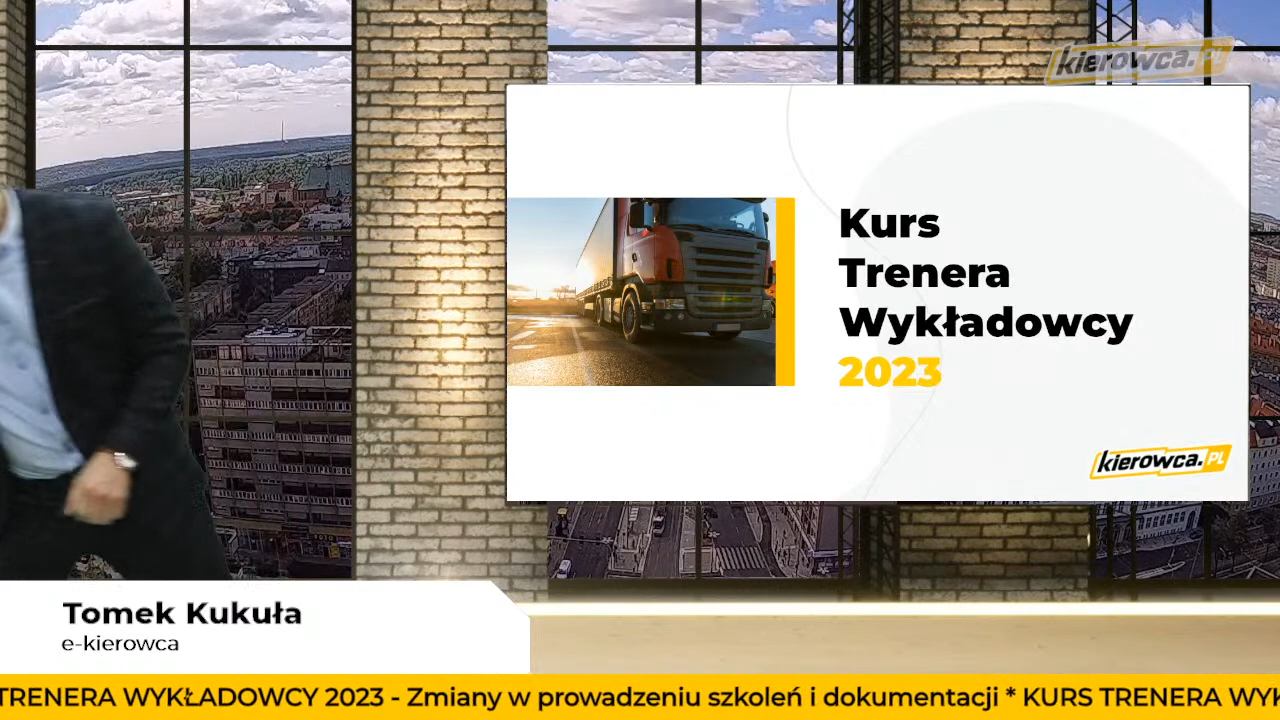 kierowca.PL
Kurs
Trenera
Wykładowcy
2023
kierowca.PL
Tomek Kukuła
e-kierowca
TRENERA WYKŁADOWCY 2023 - Zmiany w prowadzeniu szkoleń i dokumentacji * KURS TRENERA WYK